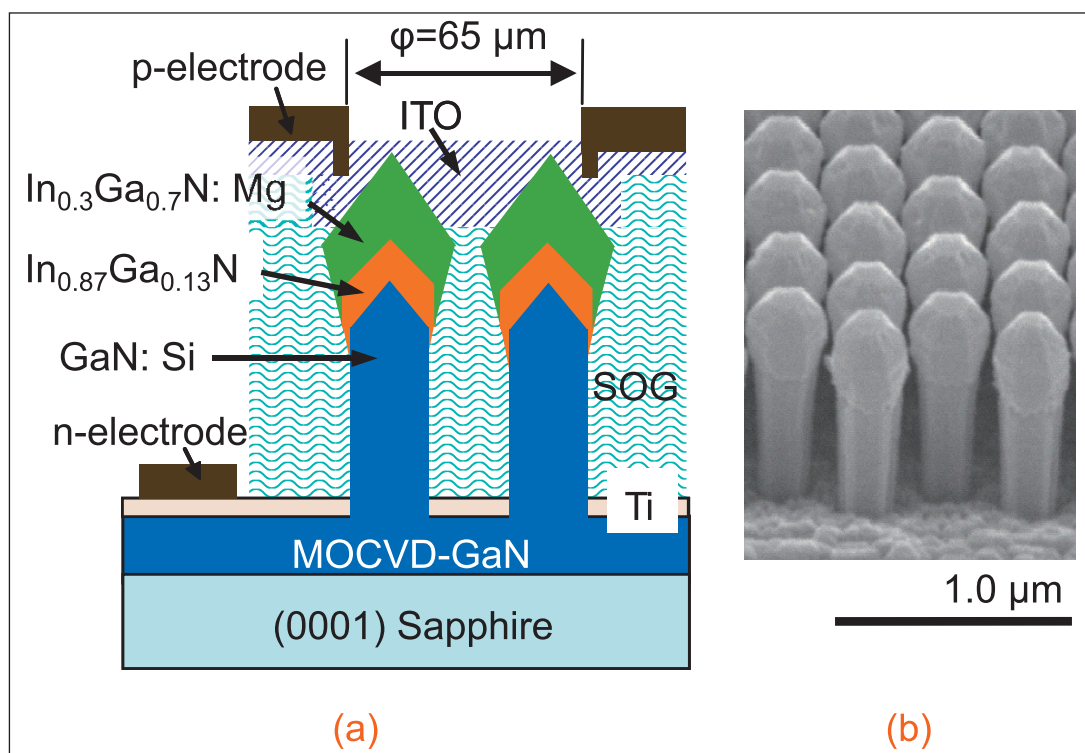 φ=65 µm
p-electrode
ITO
In0.3Ga0.7N: Mg
In0.87Ga0.13N
GaN: Si
SOG
n-electrode
Ti
MOCVD-GaN
(0001) Sapphire
1.0 µm
(a)
(b)